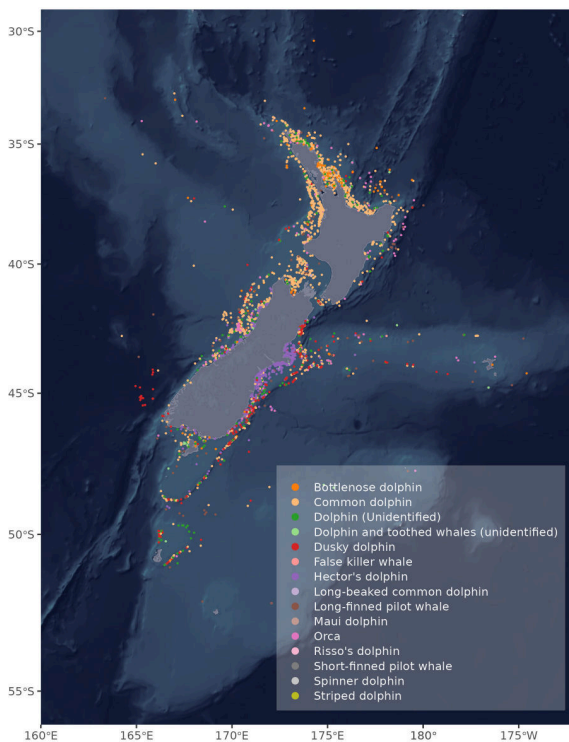 30°S
35°S
40°S
45°S
50°S
55°S
Bottlenose dolphin
Common dolphin
Dolphin (Unidentified)
Dolphin and toothed whales (unidentified)
Dusky dolphin
False killer whale
Hector's dolphin
Long-beaked common dolphin
Long-finned pilot whale
Maui dolphin
Orca
Risso's dolphin
Short-finned pilot whale
Spinner dolphin
Striped dolphin
160°E 165°E 170°E 175°E 180° 175°W